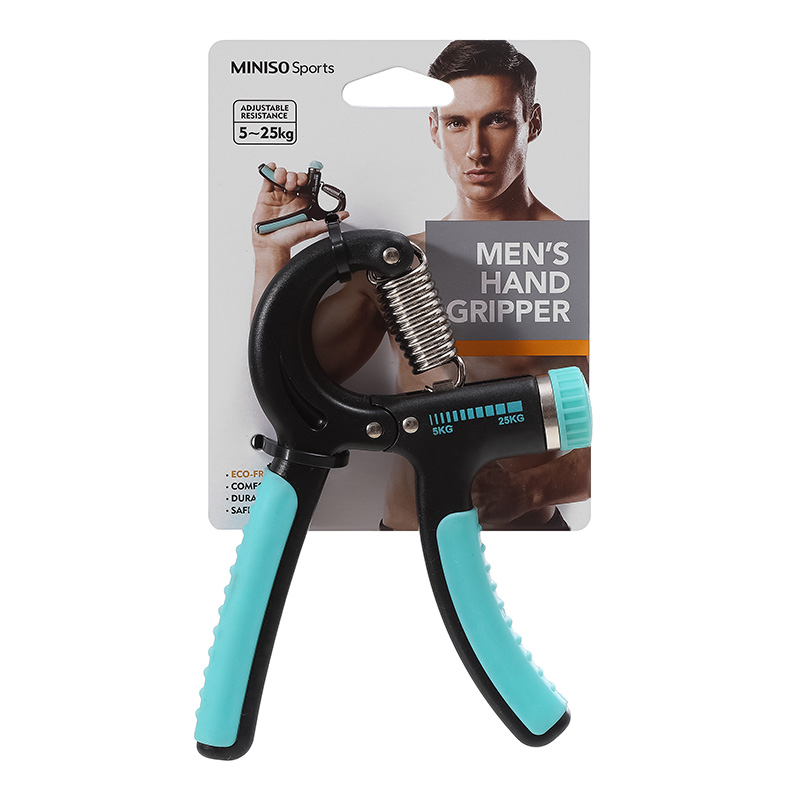 MINISO Sports
ADJUSTABLE
RESISTANCE
5~25kg
MEN'S
HAND
GRIPPER
5KG 25KG